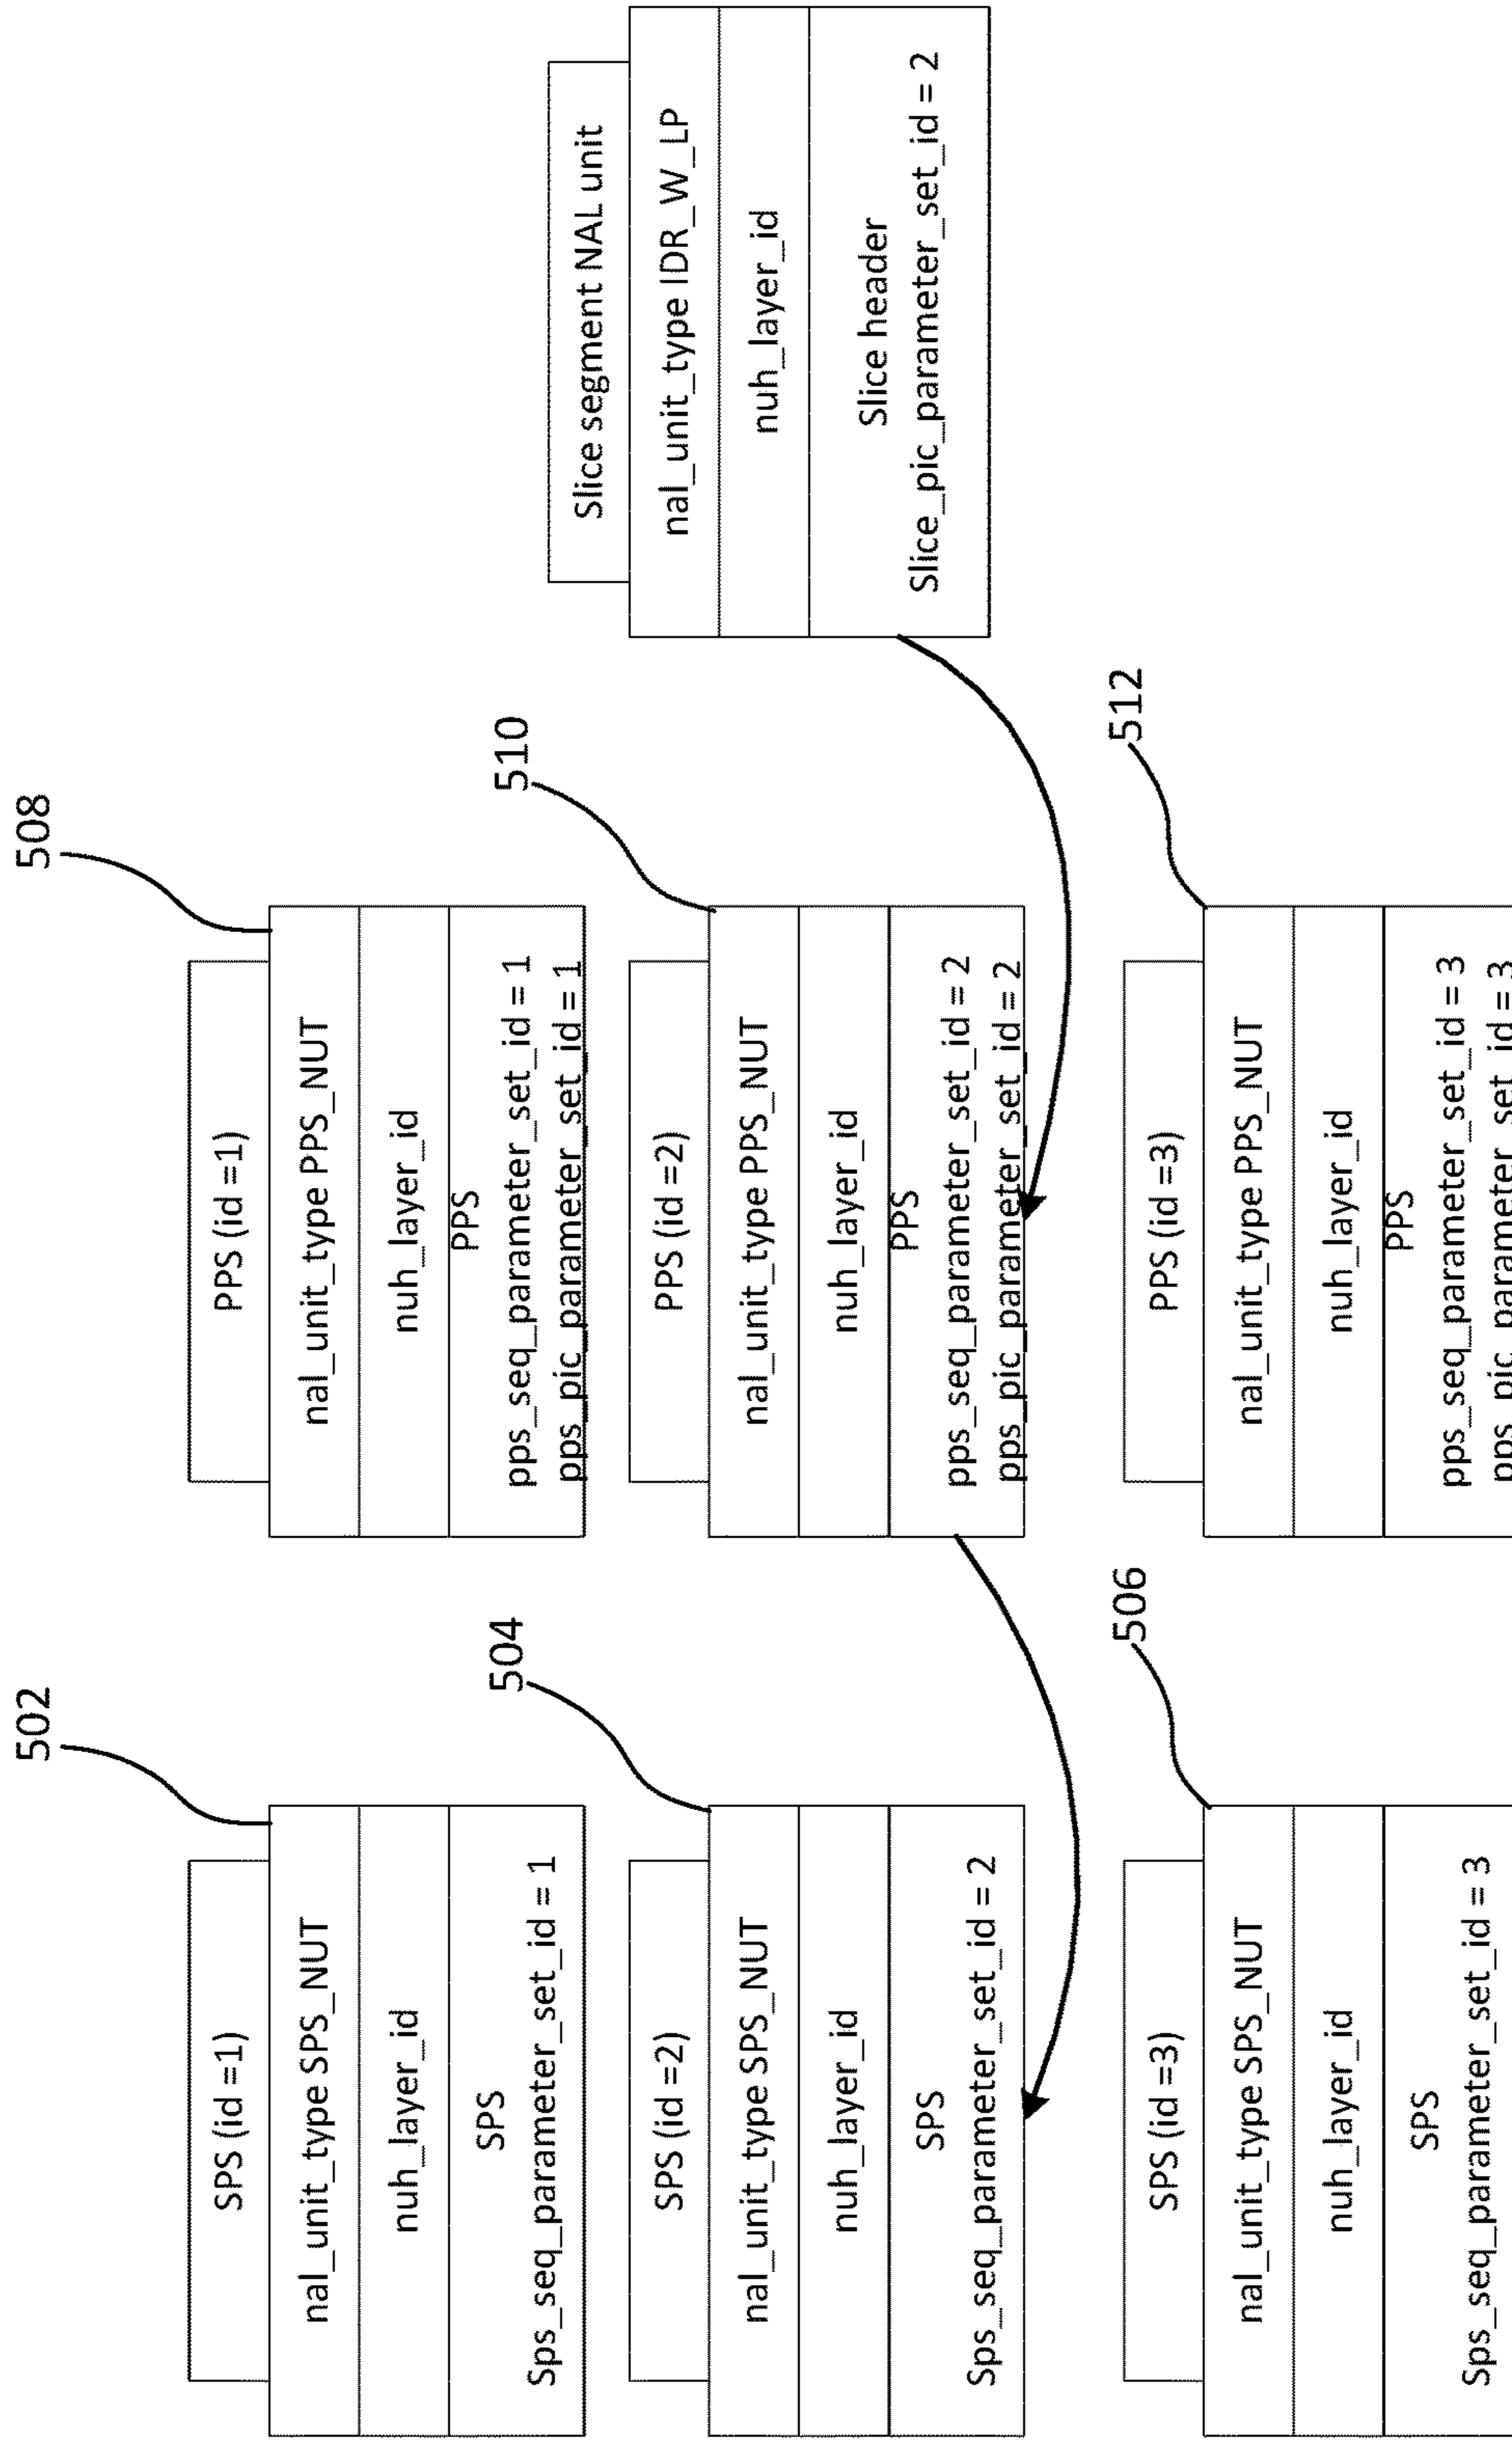 502
SPS (id =1)
nal_unit_type SPS_NUT
nuh_layer_id
SPS
Sps_seq_parameter_set_id = 1
504
SPS (id =2)
nal_unit_type SPS_NUT
nuh_layer_id
SPS
Sps_seq_parameter_set_id = 2
506
SPS (id =3)
nal_unit_type SPS_NUT
nuh_layer_id
SPS
Sps_seq_parameter_set_id = 3
508
PPS (id =1)
nal_unit_type PPS_NUT
nuh_layer_id
PPS
pps_seq_parameter_set_id = 1
pps_pic_parameter_set_id = 1
510
PPS (id =2)
nal_unit_type PPS_NUT
nuh_layer_id
PPS
pps_seq_parameter_set_id = 2
pps_pic_parameter_set_id = 2
512
PPS (id =3)
nal_unit_type PPS_NUT
nuh_layer_id
PPS
pps_seq_parameter_set_id = 3
pps_pic_parameter_set_id = 3
Slice segment NAL unit
nal_unit_type IDR_W_LP
nuh_layer_id
Slice header
Slice_pic_parameter_set_id = 2